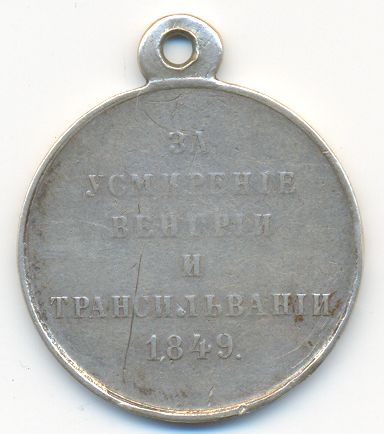 ЗА
УСМИРЕНІЕ
ВЕНГРІИ
И
ТРАНСИЛЬВАНІИ
1849.